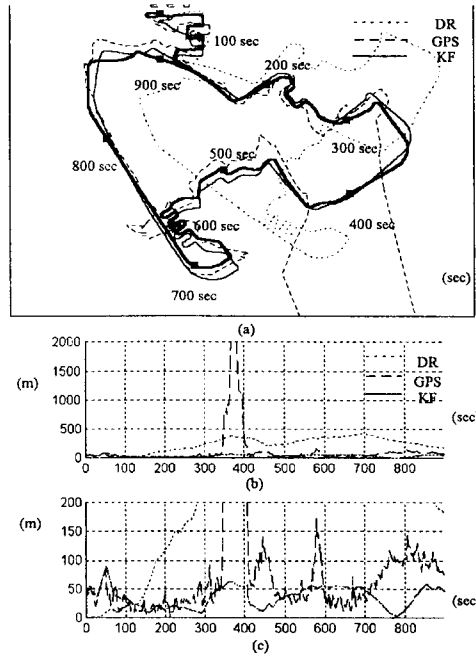 DR
GPS
KF
100 sec
200 sec
900 sec
300 sec
500 sec
800 sec
400 sec
600 sec
(sec)
700 sec
(a)
2000
(m)
1500
1000
500
0
DR
GPS
KF
(sec
0 100 200 300 400 500 600 700 800
(b)
(m)
200
150
100
50
0
(sec
0 100 200 300 400 500 600 700 800
(c)